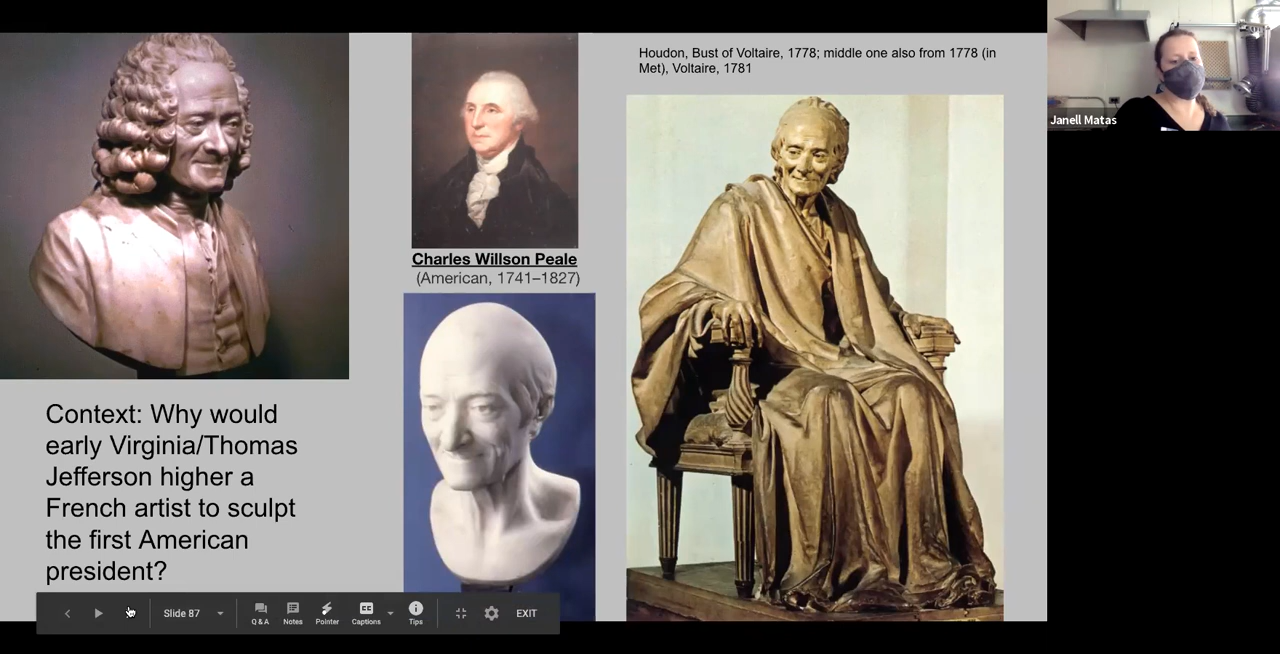 Houdon, Bust of Voltaire, 1778; middle one also from 1778 (in
Met), Voltaire, 1781
Janell Matas
Charles Willson Peale
(American, 1741–1827)
Context: Why would
early Virginia/Thomas
Jefferson higher a
French artist to sculpt
the first American
president?
Slide 87
Q & A
Notes
Pointer
CC
Captions
Tips
EXIT